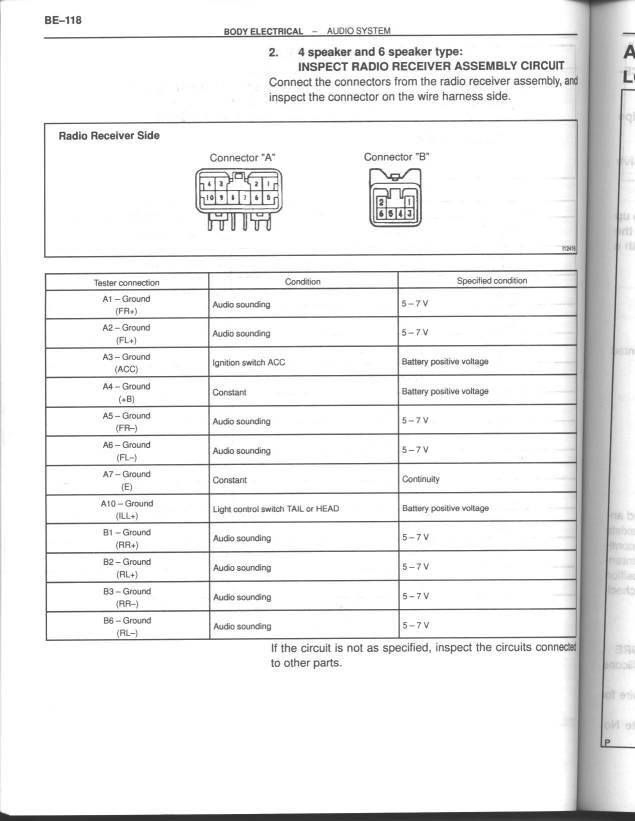 BE–118
BODY ELECTRICAL – AUDIO SYSTEM
2. 4 speaker and 6 speaker type:
INSPECT RADIO RECEIVER ASSEMBLY CIRCUIT
Connect the connectors from the radio receiver assembly, and
inspect the connector on the wire harness side.
Radio Receiver Side
Connector "A" Connector "B"
4 3 2 1
10 9 8 7 6 5
2 1
6 5 4 3
Tester connection Condition Specified condition
A1 – Ground
(FR+) Audio sounding 5 – 7 V
A2 – Ground
(FL+) Audio sounding 5 – 7 V
A3 – Ground
(ACC) Ignition switch ACC Battery positive voltage
A4 – Ground
(+B) Constant Battery positive voltage
A5 – Ground
(FR–) Audio sounding 5 – 7 V
A6 – Ground
(FL–) Audio sounding 5 – 7 V
A7 – Ground
(E) Constant Continuity
A10 – Ground
(ILL+) Light control switch TAIL or HEAD Battery positive voltage
B1 – Ground
(RR+) Audio sounding 5 – 7 V
B2 – Ground
(RL+) Audio sounding 5 – 7 V
B3 – Ground
(RR–) Audio sounding 5 – 7 V
B6 – Ground
(RL–) Audio sounding 5 – 7 V
If the circuit is not as specified, inspect the circuits connected
to other parts.
A
P